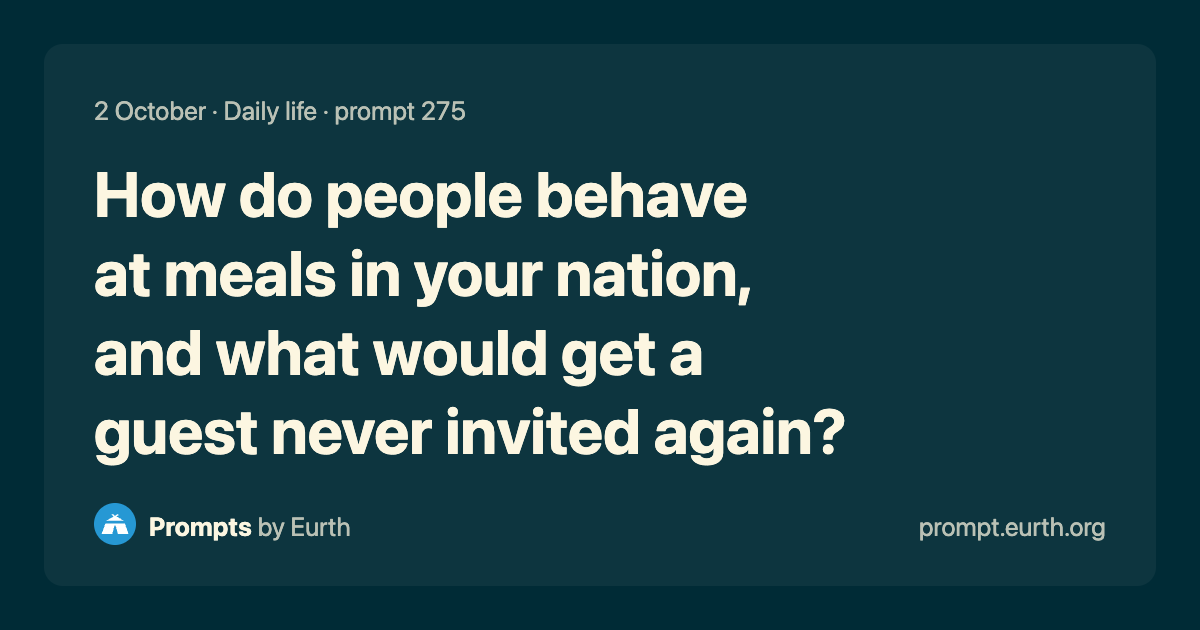 2 October · Daily life · prompt 275
How do people behave
at meals in your nation,
and what would get a
guest never invited again?
Prompts by Eurth
prompt.eurth.org